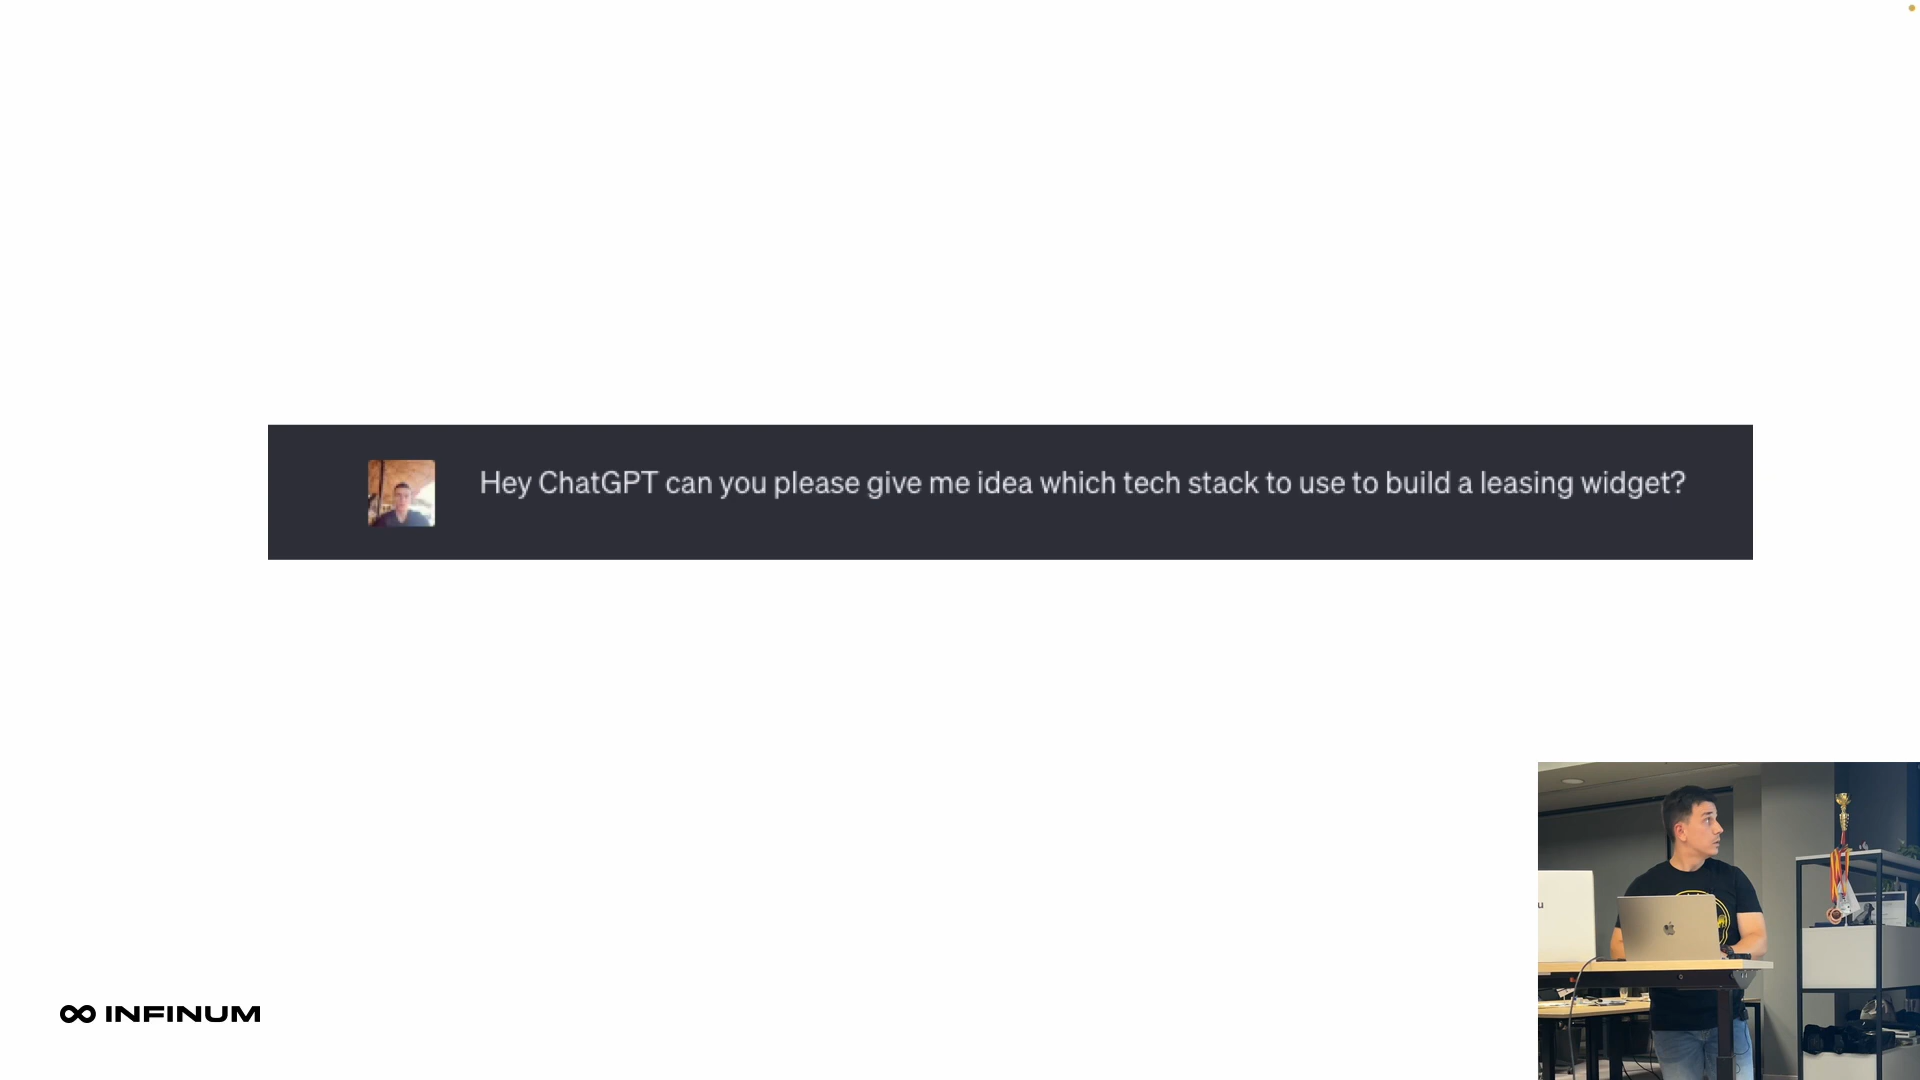 Hey ChatGPT can you please give me idea which tech stack to use to build a leasing widget?
u
INFINUM